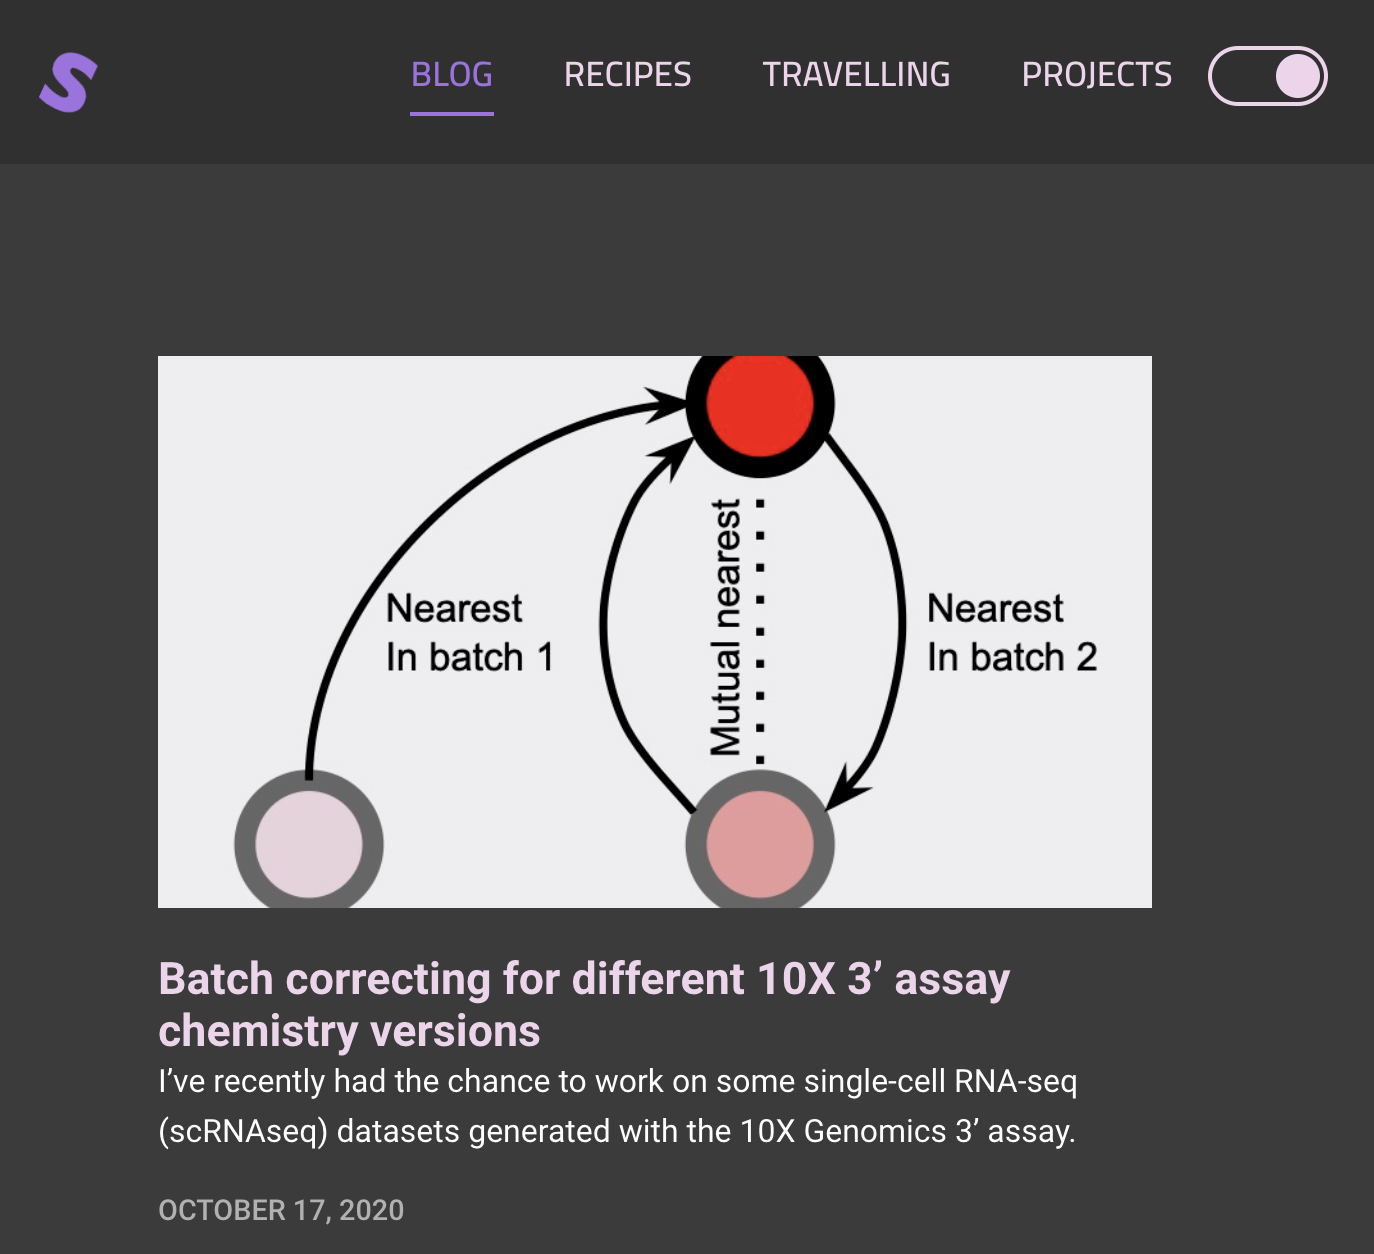 S
BLOG RECIPES TRAVELLING PROJECTS
Nearest
In batch 1
Mutual nearest
Nearest
In batch 2
Batch correcting for different 10X 3’ assay
chemistry versions
I’ve recently had the chance to work on some single-cell RNA-seq
(scRNAseq) datasets generated with the 10X Genomics 3’ assay.
OCTOBER 17, 2020